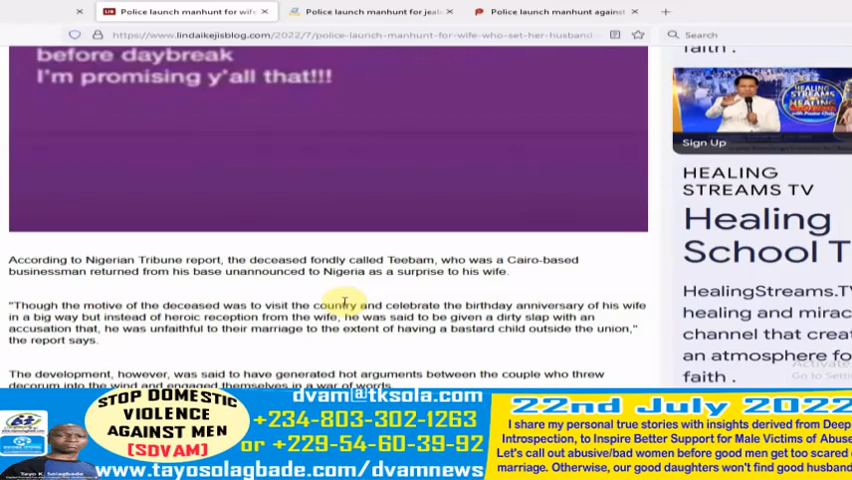 Police launch manhunt for wife
Police launch manhunt for jeal
Police launch manhunt against
https://www.lindaikejisblog.com/2022/7/police-launch-manhunt-for-wife-who-set-her-husband
Search
before daybreak
I'm promising y'all that!!!
faith .
HEALING STREAMS
Sign Up
HEALING
STREAMS TV
Healing
School T
HealingStreams.TV
healing and mirac
channel that creat
an atmosphere fo
faith .
According to Nigerian Tribune report, the deceased fondly called Teebam, who was a Cairo-based
businessman returned from his base unannounced to Nigeria as a surprise to his wife.
"Though the motive of the deceased was to visit the country and celebrate the birthday anniversary of his wife
in a big way but instead of heroic reception from the wife, he was said to be given a dirty slap with an
accusation that, he was unfaithful to their marriage to the extent of having a bastard child outside the union,"
the report says.
The development, however, was said to have generated hot arguments between the couple who threw
decorum into the wind and engaged themselves in a war of words.
Activate
Go to Setti
STOP DOMESTIC
VIOLENCE
AGAINST MEN
(SDVAM)
dvam@tksola.com
+234-803-302-1263
or +229-54-60-39-92
www.tayosolagbade.com/dvamnews
Tayo K. Solagbade
22nd July 2022
I share my personal true stories with insights derived from Deep
Introspection, to Inspire Better Support for Male Victims of Abuse
Let's call out abusive/bad women before good men get too scared o
marriage. Otherwise, our good daughters won't find good husband